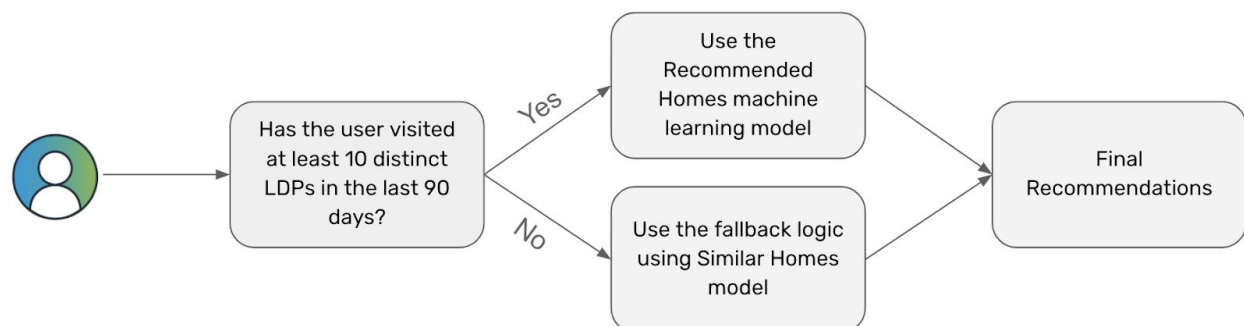 Has the user visited
at least 10 distinct
LDPs in the last 90
days?
Yes
No
Use the
Recommended
Homes machine
learning model
Use the fallback logic
using Similar Homes
model
Final
Recommendations